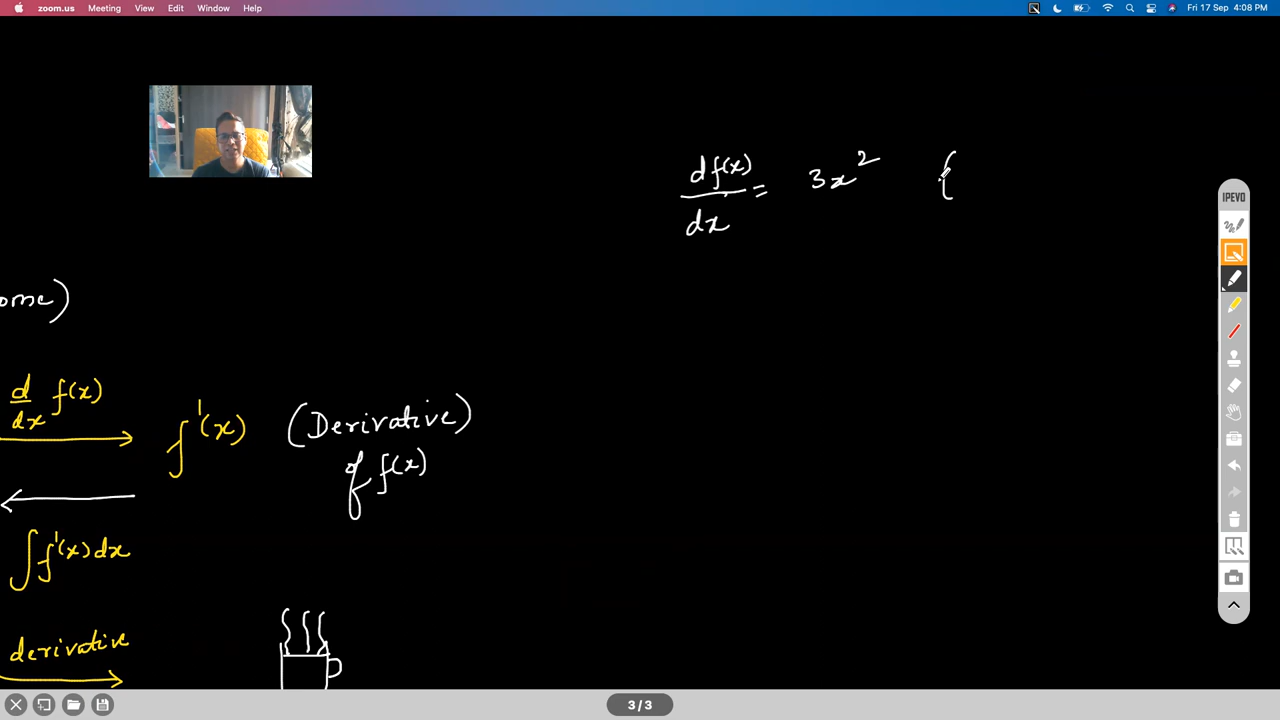 zoom.us Meeting View Edit Window Help Fri 17 Sep 4:08 PM
df(x)/dx = 3x² {
IPEVO
ome)
d/dx f(x)
f'(x) (Derivative)
of f(x)
∫f'(x)dx
derivative
3/3